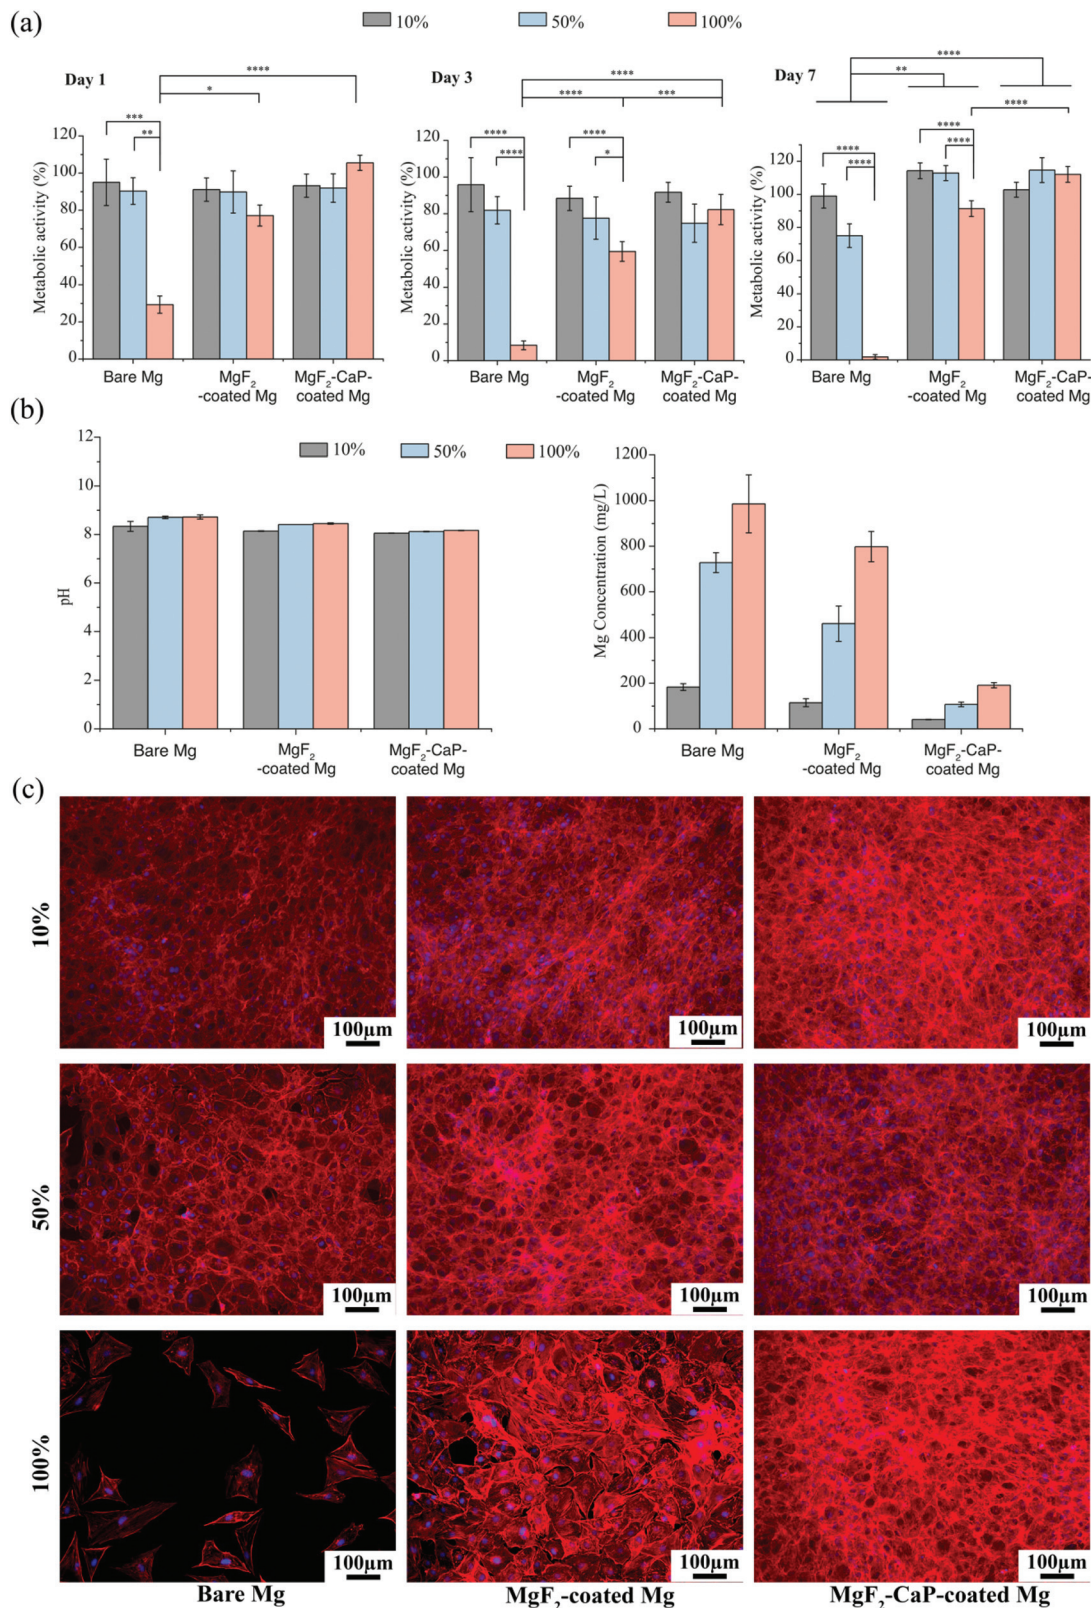 (a)
10% 50% 100%
Day 1
****
*
***
**
Metabolic activity (%)
120
100
80
60
40
20
0
Bare Mg
MgF₂
-coated Mg
MgF₂-CaP-
coated Mg
Day 3
****
**** ***
**** ****
**** *
Metabolic activity (%)
120
100
80
60
40
20
0
Bare Mg
MgF₂
-coated Mg
MgF₂-CaP-
coated Mg
Day 7
****
**
****
**** ****
**** ****
Metabolic activity (%)
140
120
100
80
60
40
20
0
Bare Mg
MgF₂
-coated Mg
MgF₂-CaP-
coated Mg
(b)
10% 50% 100%
pH
12
10
8
6
4
2
0
Bare Mg
MgF₂
-coated Mg
MgF₂-CaP-
coated Mg
Mg Concentration (mg/L)
1200
1000
800
600
400
200
0
Bare Mg
MgF₂
-coated Mg
MgF₂-CaP-
coated Mg
(c)
10%
100µm 100µm 100µm
50%
100µm 100µm 100µm
100%
100µm 100µm 100µm
Bare Mg MgF₂-coated Mg MgF₂-CaP-coated Mg